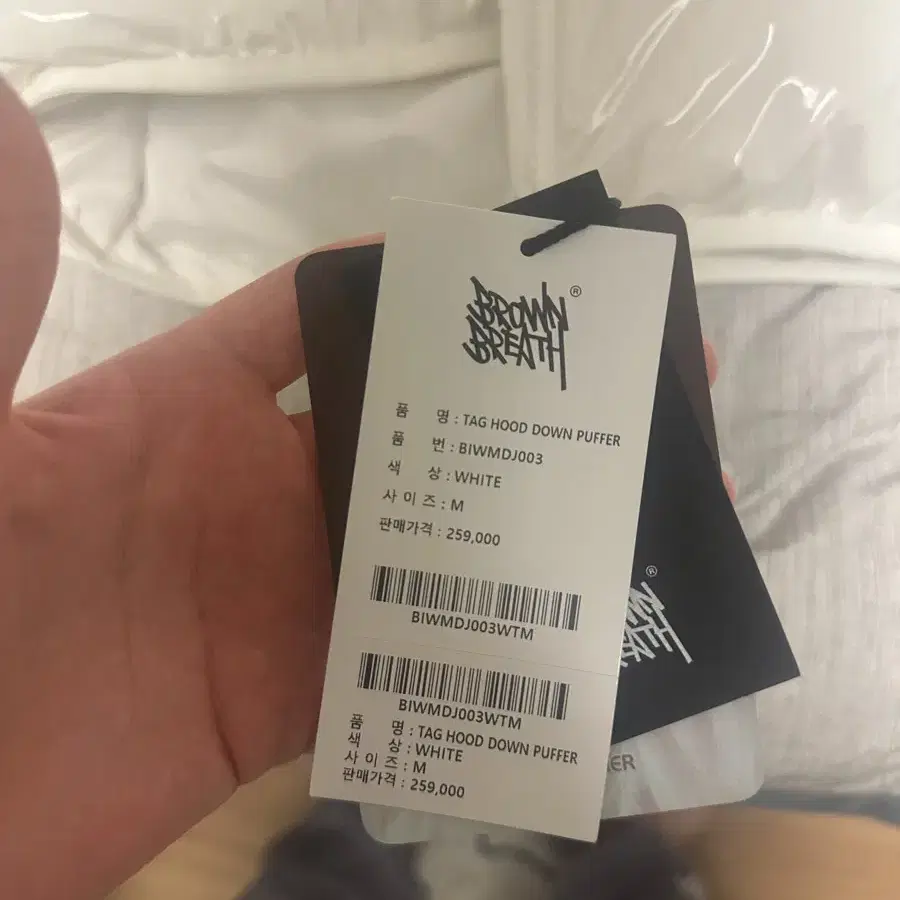 BROWN
BREATH
®
품 명 : TAG HOOD DOWN PUFFER
품 번 : BIWMDJ003
색 상 : WHITE
사 이 즈 : M
판매가격 : 259,000
BIWMDJ003WTM
BIWMDJ003WTM
품 명 : TAG HOOD DOWN PUFFER
색 상 : WHITE
사 이 즈 : M
판매가격 : 259,000
®